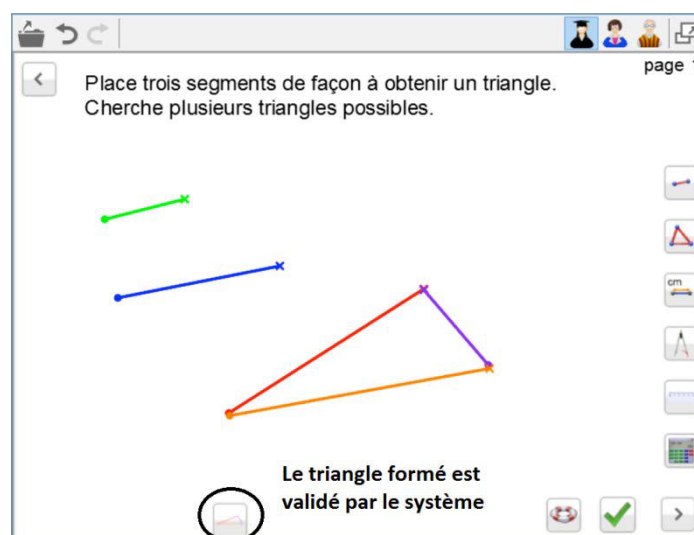 page 1
Place trois segments de façon à obtenir un triangle.
Cherche plusieurs triangles possibles.
cm
Le triangle formé est
validé par le système